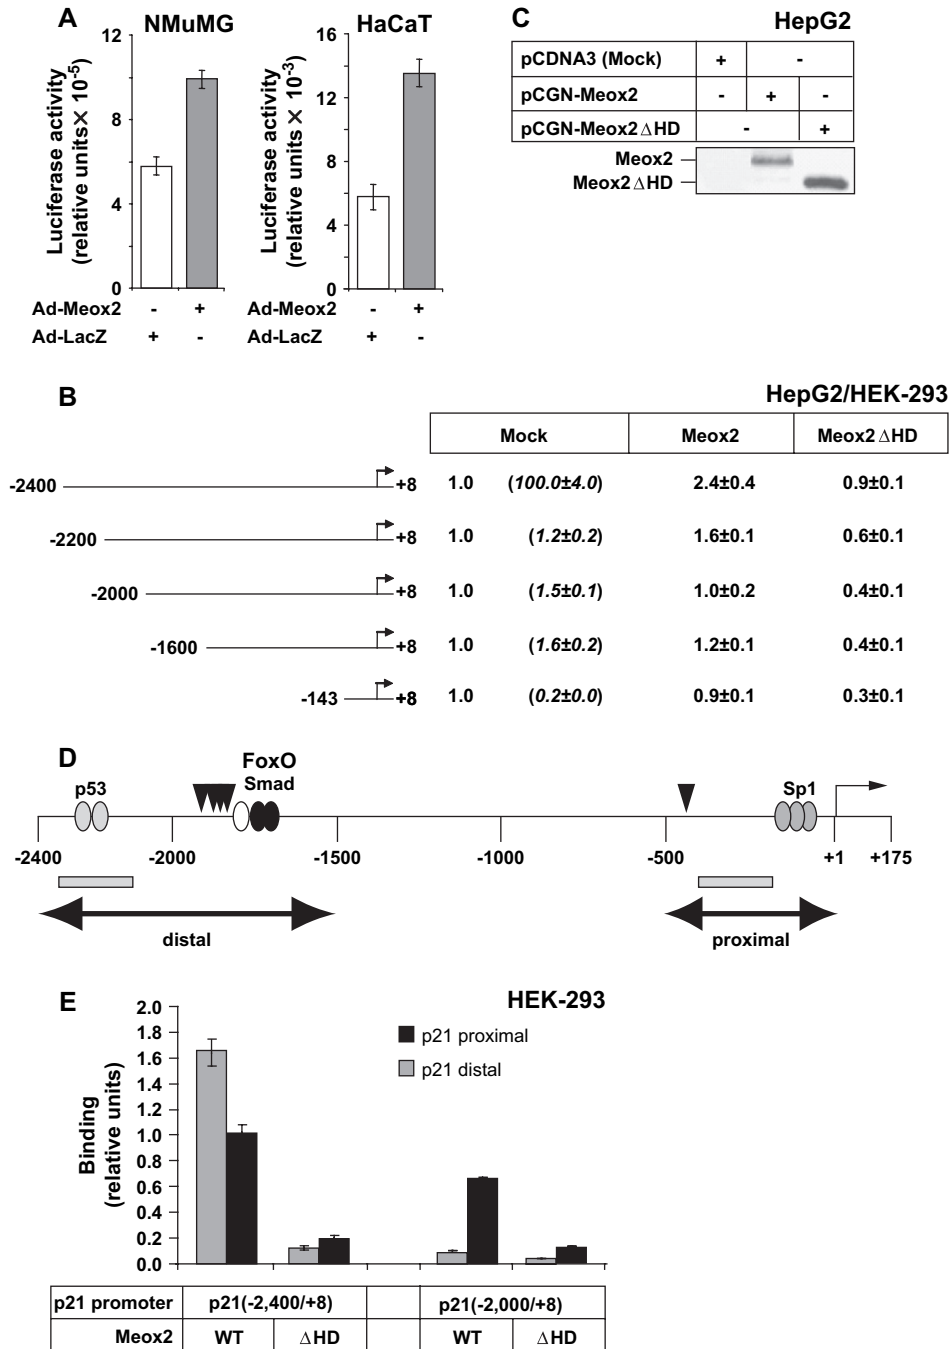 A
NMuMG
HaCaT
Luciferase activity
(relative units× 10-5)
12
8
4
0
Luciferase activity
(relative units × 10-3)
16
12
8
4
0
Ad-Meox2 - +
Ad-LacZ + -
Ad-Meox2 - +
Ad-LacZ + -
C
HepG2
pCDNA3 (Mock) + -
pCGN-Meox2 - + -
pCGN-Meox2ΔHD - +
Meox2
Meox2ΔHD
B
HepG2/HEK-293
Mock Meox2 Meox2ΔHD
-2400 +8 1.0 (100.0±4.0) 2.4±0.4 0.9±0.1
-2200 +8 1.0 (1.2±0.2) 1.6±0.1 0.6±0.1
-2000 +8 1.0 (1.5±0.1) 1.0±0.2 0.4±0.1
-1600 +8 1.0 (1.6±0.2) 1.2±0.1 0.4±0.1
-143 +8 1.0 (0.2±0.0) 0.9±0.1 0.3±0.1
D
p53
FoxO
Smad
Sp1
-2400 -2000 -1500 -1000 -500 +1 +175
distal
proximal
E
HEK-293
Binding
(relative units)
2.0
1.8
1.6
1.4
1.2
1.0
0.8
0.6
0.4
0.2
0.0
p21 proximal
p21 distal
p21 promoter p21(-2,400/+8) p21(-2,000/+8)
Meox2 WT ΔHD WT ΔHD